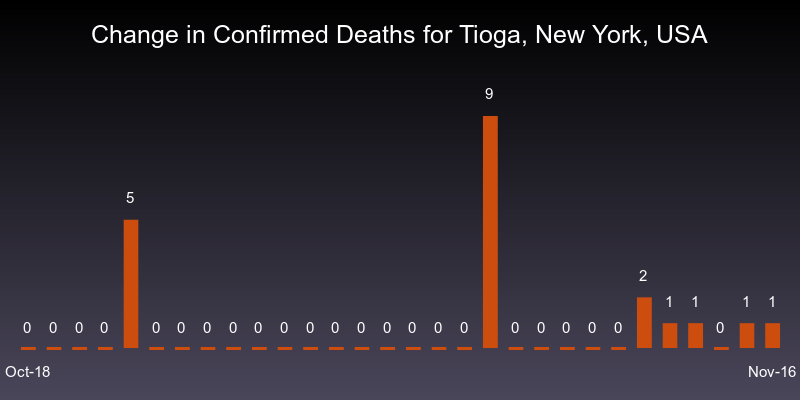 Change in Confirmed Deaths for Tioga, New York, USA
9
5
2
1 1 1 1
0 0 0 0 0 0 0 0 0 0 0 0 0 0 0 0 0 0 0 0 0 0 0
Oct-18 Nov-16